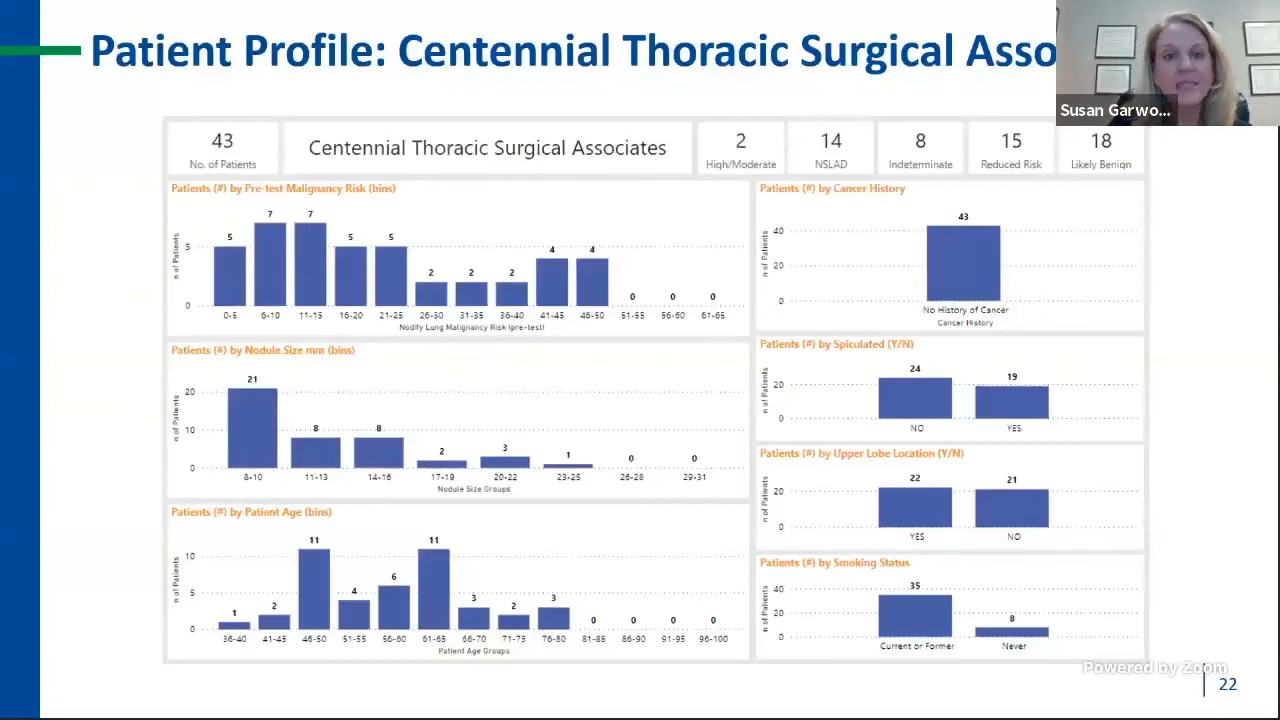 Patient Profile: Centennial Thoracic Surgical Asso
Susan Garwo...
43
No. of Patients
Centennial Thoracic Surgical Associates
2
High/Moderate
14
NSLAD
8
Indeterminate
15
Reduced Risk
18
Likely Benign
Patients (#) by Pre-test Malignancy Risk (bins)
n of Patients
5
0
5 7 7 5 5 2 2 2 4 4 0 0 0
0-5 6-10 11-15 16-20 21-25 26-30 31-35 36-40 41-45 46-50 51-55 56-60 61-65
Nodify Lung Malignancy Risk (pre-test)
Patients (#) by Nodule Size mm (bins)
n of Patients
20
10
0
21 8 8 2 3 1 0 0
8-10 11-13 14-16 17-19 20-22 23-25 26-28 29-31
Nodule Size Groups
Patients (#) by Patient Age (bins)
n of Patients
10
5
0
1 2 11 4 6 11 3 2 3 0 0 0 0
36-40 41-45 46-50 51-55 56-60 61-65 66-70 71-75 76-80 81-85 86-90 91-95 96-100
Patient Age Groups
Patients (#) by Cancer History
n of Patients
40
20
0
43
No History of Cancer
Cancer History
Patients (#) by Spiculated (Y/N)
n of Patients
20
0
24 19
NO YES
Patients (#) by Upper Lobe Location (Y/N)
n of Patients
20
0
22 21
YES NO
Patients (#) by Smoking Status
n of Patients
40
20
0
35 8
Current or Former Never
Powered by Zoom
22